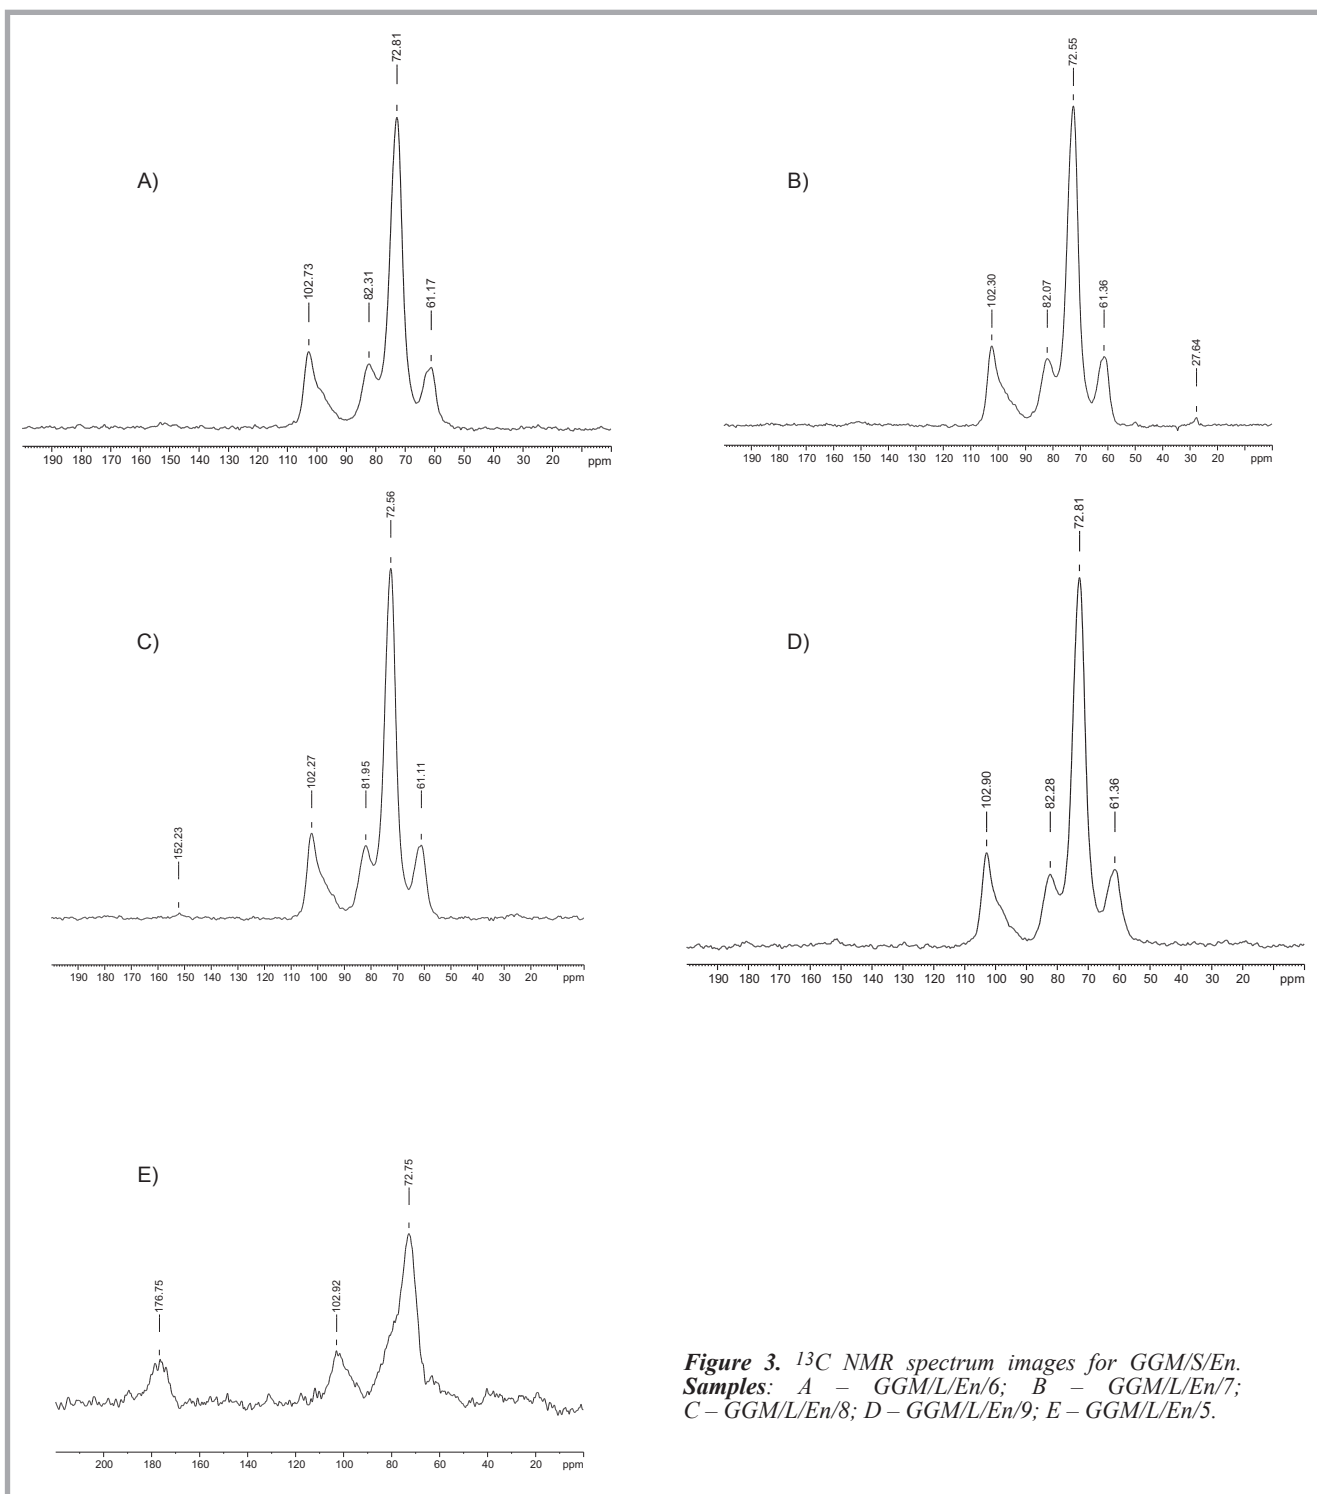 72.81
102.73
82.31
61.17
A)
190 180 170 160 150 140 130 120 110 100 90 80 70 60 50 40 30 20 ppm
72.55
102.30
82.07
61.36
27.64
B)
190 180 170 160 150 140 130 120 110 100 90 80 70 60 50 40 30 20 ppm
72.56
102.27
81.95
61.11
152.23
C)
190 180 170 160 150 140 130 120 110 100 90 80 70 60 50 40 30 20 ppm
72.81
102.90
82.28
61.36
D)
190 180 170 160 150 140 130 120 110 100 90 80 70 60 50 40 30 20 ppm
E)
72.75
176.75
102.92
200 180 160 140 120 100 80 60 40 20 ppm
Figure 3. ¹³C NMR spectrum images for GGM/S/En.
Samples: A – GGM/L/En/6; B – GGM/L/En/7;
C – GGM/L/En/8; D – GGM/L/En/9; E – GGM/L/En/5.